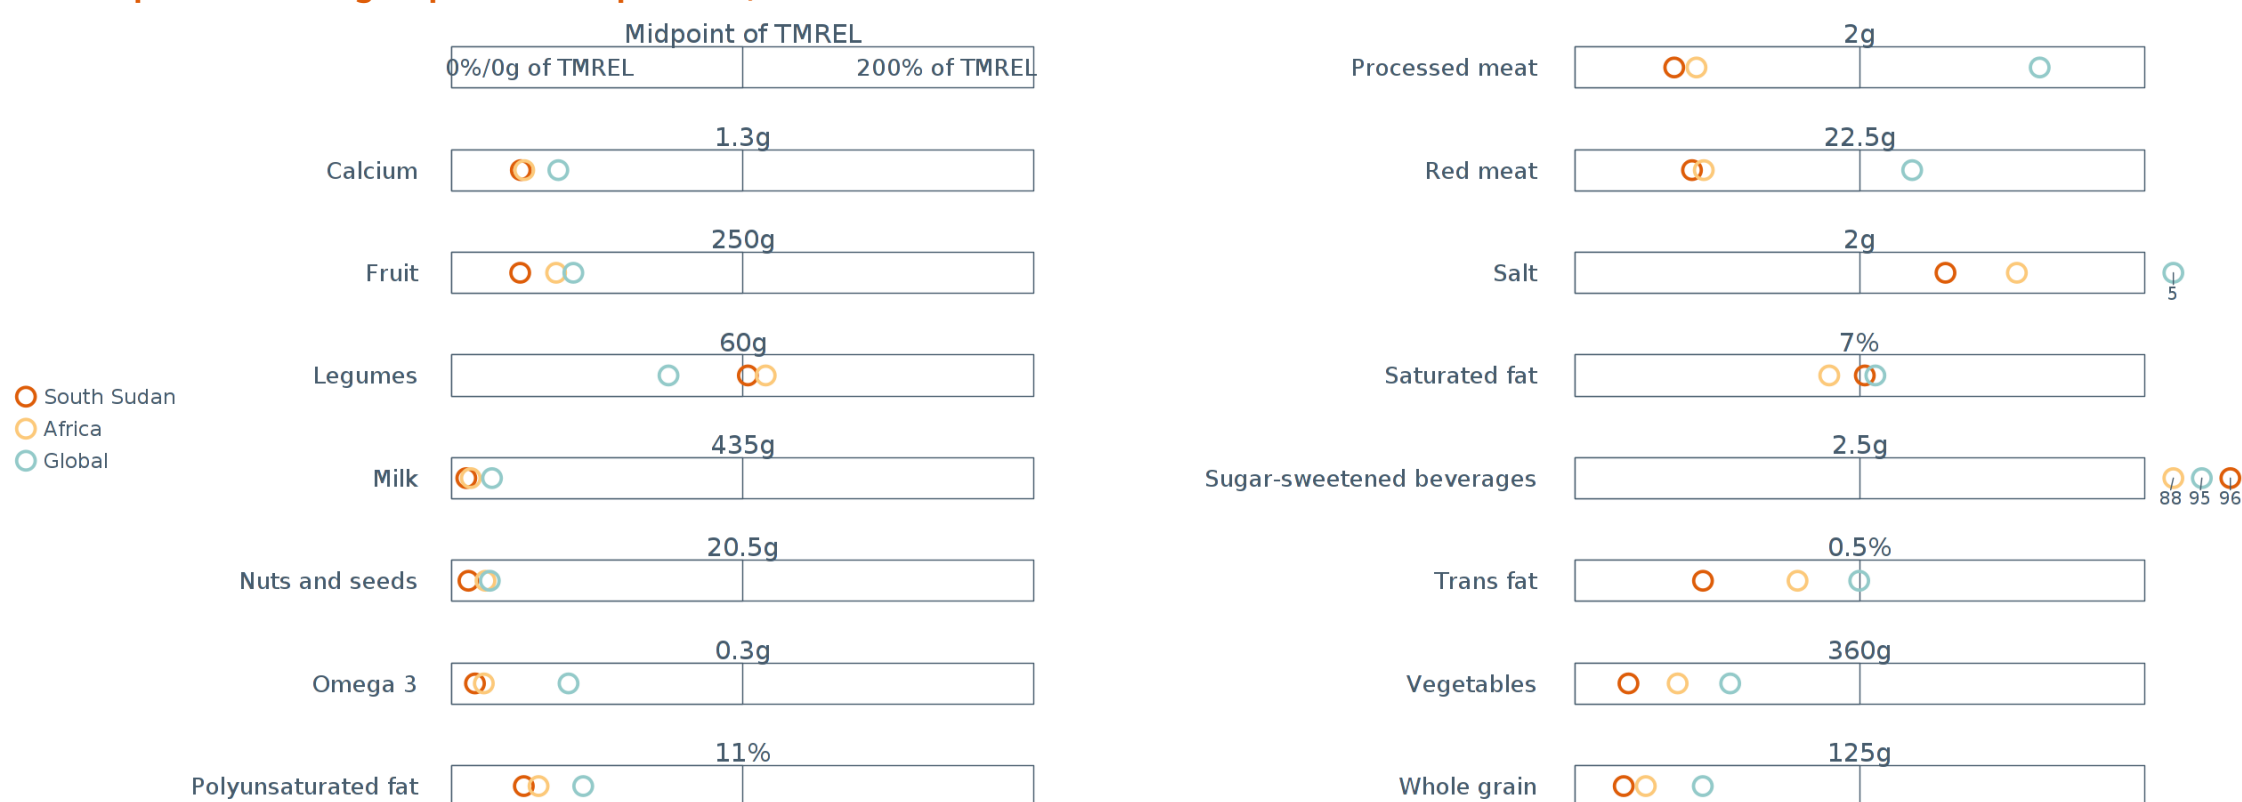 Midpoint of TMREL
0%/0g of TMREL 200% of TMREL
1.3g
Calcium
250g
Fruit
60g
Legumes
435g
Milk
20.5g
Nuts and seeds
0.3g
Omega 3
11%
Polyunsaturated fat
South Sudan
Africa
Global
2g
Processed meat
22.5g
Red meat
2g
Salt
5
7%
Saturated fat
2.5g
Sugar-sweetened beverages
88 95 96
0.5%
Trans fat
360g
Vegetables
125g
Whole grain